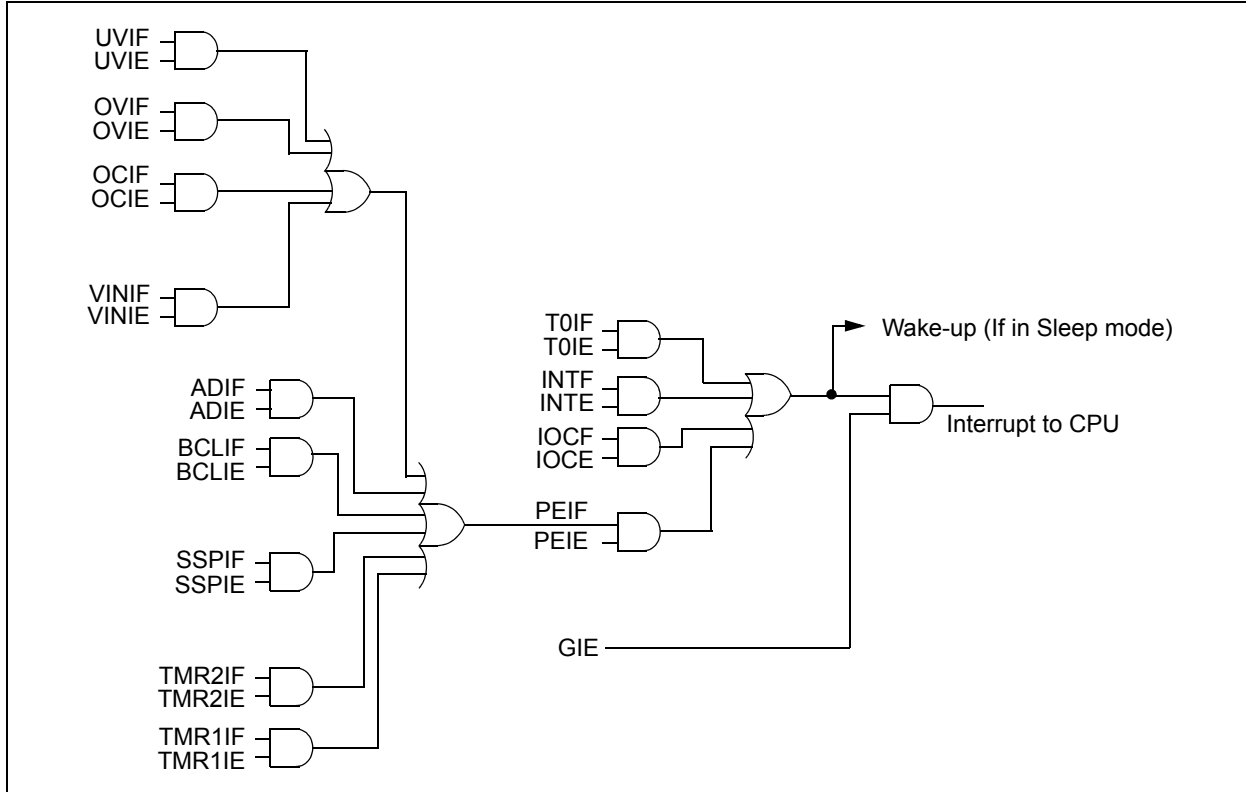 UVIF
UVIE
OVIF
OVIE
OCIF
OCIE
VINIF
VINIE
ADIF
ADIE
BCLIF
BCLIE
SSPIF
SSPIE
TMR2IF
TMR2IE
TMR1IF
TMR1IE
T0IF
T0IE
INTF
INTE
IOCF
IOCE
PEIF
PEIE
GIE
Wake-up (If in Sleep mode)
Interrupt to CPU